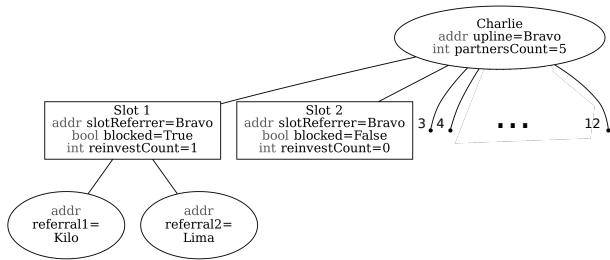 Charlie
addr upline=Bravo
int partnersCount=5
Slot 1
addr slotReferrer=Bravo
bool blocked=True
int reinvestCount=1
Slot 2
addr slotReferrer=Bravo
bool blocked=False
int reinvestCount=0
3 4 ... 12
addr
referral1=
Kilo
addr
referral2=
Lima